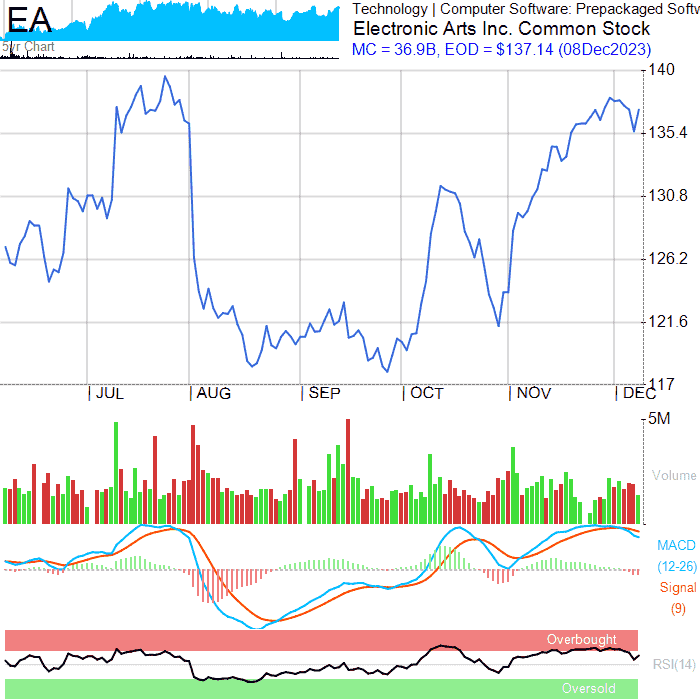 EA
5yr Chart
Technology | Computer Software: Prepackaged Softw
Electronic Arts Inc. Common Stock
MC = 36.9B, EOD = $137.14 (08Dec2023)
140
135.4
130.8
126.2
121.6
117
JUL AUG SEP OCT NOV DEC
5M
Volume
MACD
(12-26)
Signal
(9)
Overbought
RSI(14)
Oversold